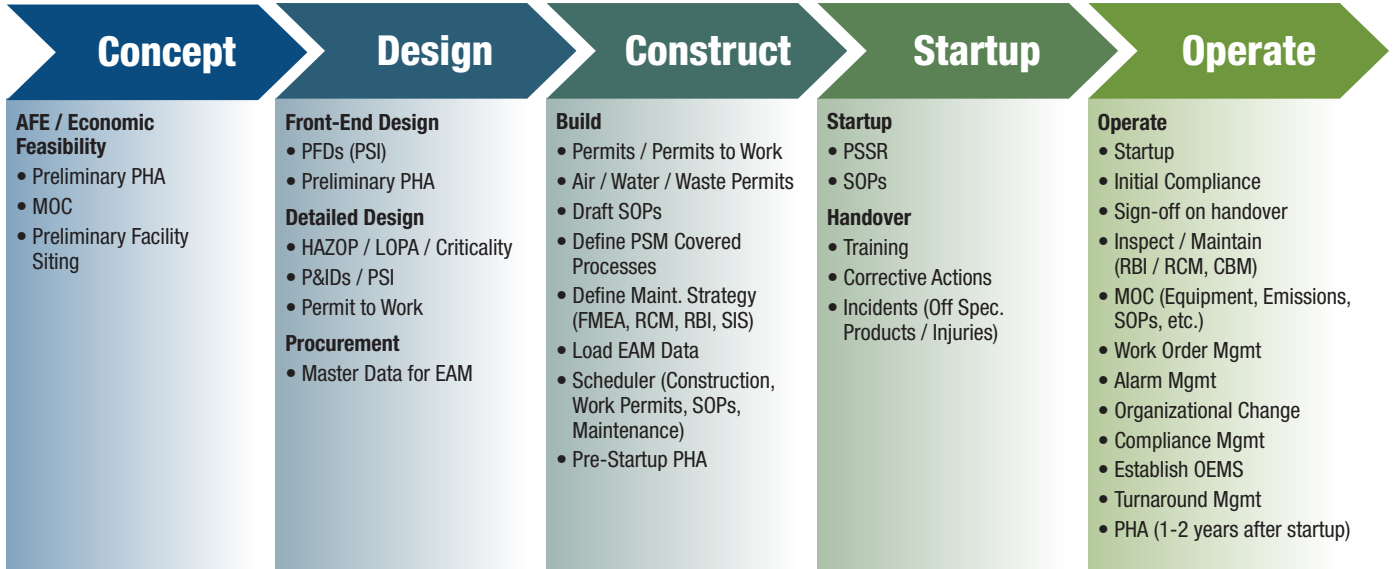 Concept
AFE / Economic
Feasibility
• Preliminary PHA
• MOC
• Preliminary Facility
Siting
Design
Front-End Design
• PFDs (PSI)
• Preliminary PHA
Detailed Design
• HAZOP / LOPA / Criticality
• P&IDs / PSI
• Permit to Work
Procurement
• Master Data for EAM
Construct
Build
• Permits / Permits to Work
• Air / Water / Waste Permits
• Draft SOPs
• Define PSM Covered
Processes
• Define Maint. Strategy
(FMEA, RCM, RBI, SIS)
• Load EAM Data
• Scheduler (Construction,
Work Permits, SOPs,
Maintenance)
• Pre-Startup PHA
Startup
Startup
• PSSR
• SOPs
Handover
• Training
• Corrective Actions
• Incidents (Off Spec.
Products / Injuries)
Operate
Operate
• Startup
• Initial Compliance
• Sign-off on handover
• Inspect / Maintain
(RBI / RCM, CBM)
• MOC (Equipment, Emissions,
SOPs, etc.)
• Work Order Mgmt
• Alarm Mgmt
• Organizational Change
• Compliance Mgmt
• Establish OEMS
• Turnaround Mgmt
• PHA (1-2 years after startup)